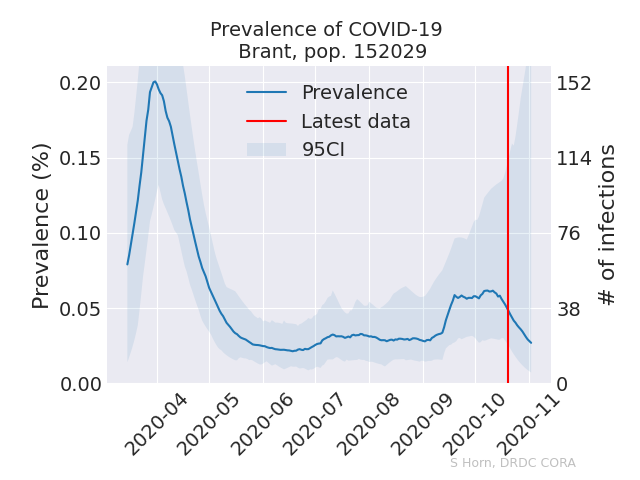 Prevalence of COVID-19
Brant, pop. 152029
Prevalence
Latest data
95CI
Prevalence (%)
0.20
0.15
0.10
0.05
0.00
152
114
76
38
0
# of infections
2020-04
2020-05
2020-06
2020-07
2020-08
2020-09
2020-10
2020-11
S Horn, DRDC CORA